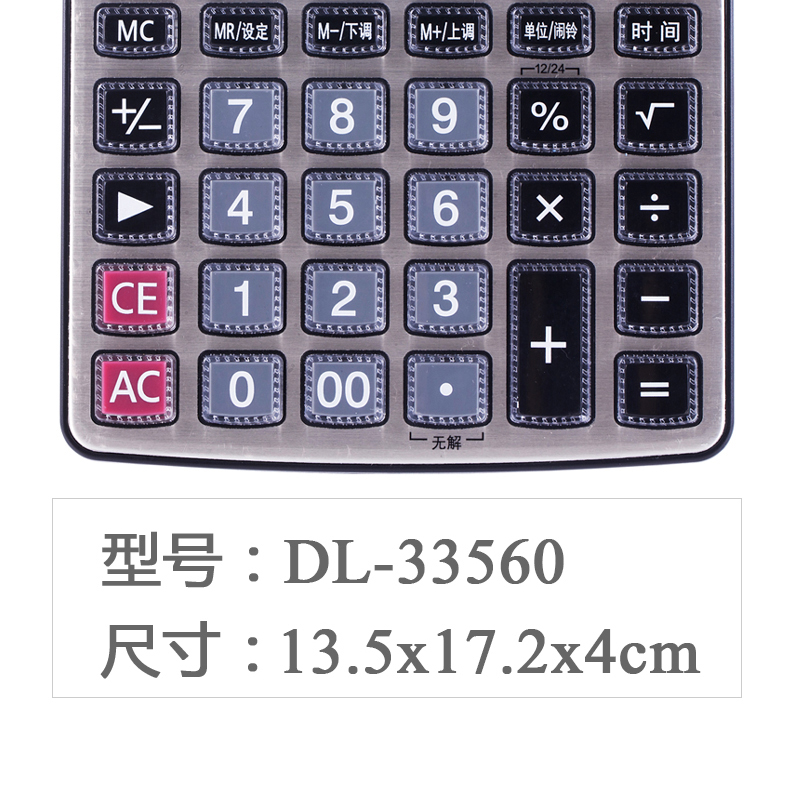 MC MR/设定 M-/下调 M+/上调 单位/闹铃 时间
12/24
+/− 7 8 9 % √
▶ 4 5 6 × ÷
CE 1 2 3 + −
AC 0 00 • =
无解
型号：DL-33560
尺寸：13.5x17.2x4cm